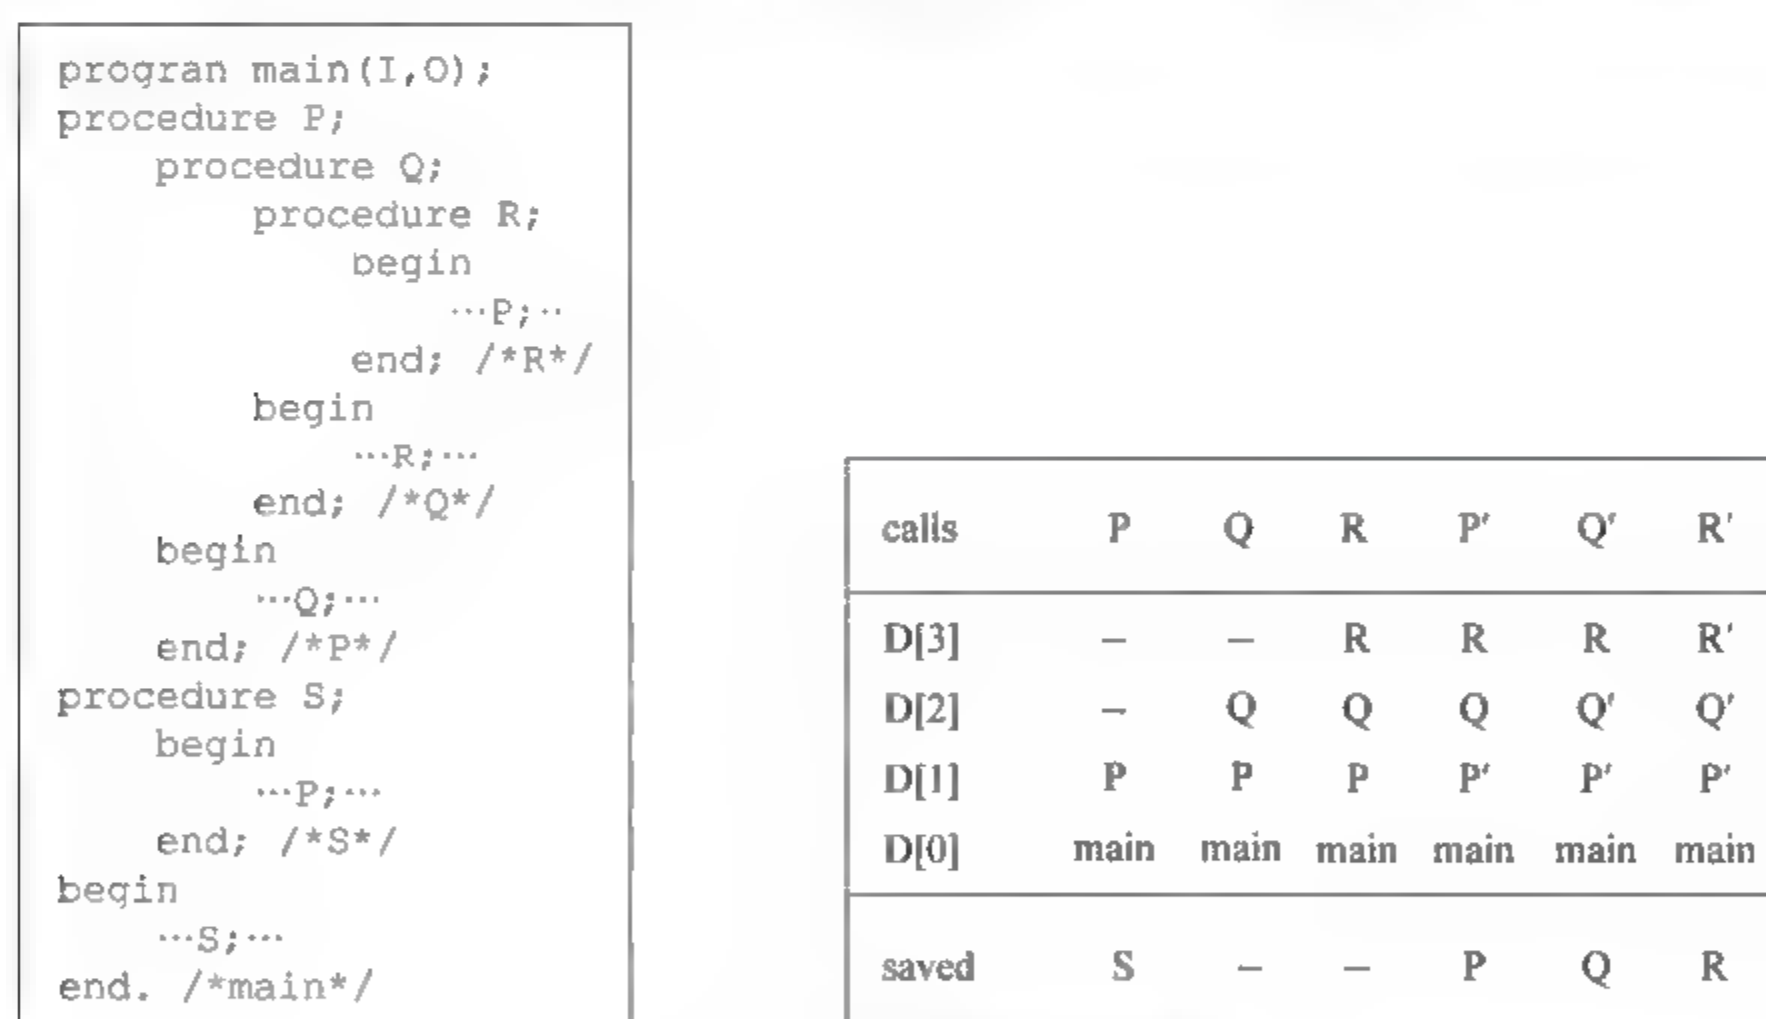 progran main(I,O);
procedure P;
procedure Q;
procedure R;
begin
···P;··
end; /*R*/
begin
···R;···
end; /*Q*/
begin
···Q;···
end; /*P*/
procedure S;
begin
···P;···
end; /*S*/
begin
···S;···
end. /*main*/
calls P Q R P′ Q′ R′
D[3] – – R R R R′
D[2] – Q Q Q Q′ Q′
D[1] P P P P′ P′ P′
D[0] main main main main main main
saved S – – P Q R